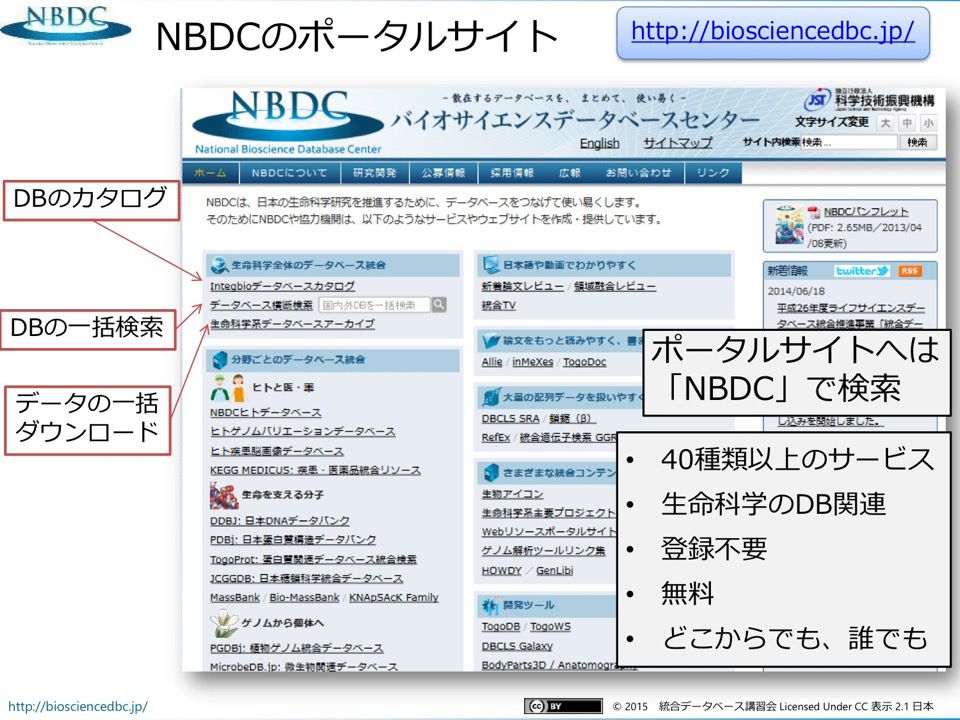 NBDC
NBDCのポータルサイト
http://biosciencedbc.jp/
NBDC
National Bioscience Database Center
- 散在するデータベースを、まとめて、使い易く -
バイオサイエンスデータベースセンター
JST 独立行政法人
科学技術振興機構
文字サイズ変更 大 中 小
English サイトマップ サイト内検索 検索... 検索
ホーム NBDCについて 研究開発 公募情報 採用情報 広報 お問い合わせ リンク
NBDCは、日本の生命科学研究を推進するために、データベースをつなげて使い易くします。
そのためにNBDCや協力機関は、以下のようなサービスやウェブサイトを作成・提供しています。
DBのカタログ
DBの一括検索
データの一括
ダウンロード
生命科学全体のデータベース統合
Integbioデータベースカタログ
データベース横断検索 国内外DBを一括検索
生命科学系データベースアーカイブ
分野ごとのデータベース統合
ヒトと医・薬
NBDCヒトデータベース
ヒトゲノムバリエーションデータベース
ヒト疾患脳画像データベース
KEGG MEDICUS: 疾患・医薬品統合リソース
生命を支える分子
DDBJ: 日本DNAデータバンク
PDBj: 日本蛋白質構造データバンク
TogoProt: 蛋白質関連データベース統合検索
JCGGDB: 日本糖鎖科学統合データベース
MassBank / Bio-MassBank / KNApSAcK Family
ゲノムから個体へ
PGDBj: 植物ゲノム統合データベース
MicrobeDB.jp: 微生物関連データベース
日本語や動画でわかりやすく
新着論文レビュー / 領域融合レビュー
統合TV
論文をもっと読みやすく、書き
Allie / inMeXes / TogoDoc
大量の配列データを扱いやす
DBCLS SRA / 鎖鋸（β）
RefEx / 統合遺伝子検索 GGR
さまざまな統合コンテン
生物アイコン
生命科学系主要プロジェクト
Webリソースポータルサイト
ゲノム解析ツールリンク集
HOWDY / GenLibi
開発ツール
TogoDB / TogoWS
DBCLS Galaxy
BodyParts3D / Anatomography
NBDCパンフレット
(PDF: 2.65MB／2013/04
/08更新)
新着情報 twitter RSS
2014/06/18
平成26年度ライフサイエンスデー
タベース統合推進事業「統合デー
し込みを開始しました。
ポータルサイトへは
「NBDC」で検索
• 40種類以上のサービス
• 生命科学のDB関連
• 登録不要
• 無料
• どこからでも、誰でも
http://biosciencedbc.jp/
cc BY © 2015 統合データベース講習会 Licensed Under CC 表示 2.1 日本